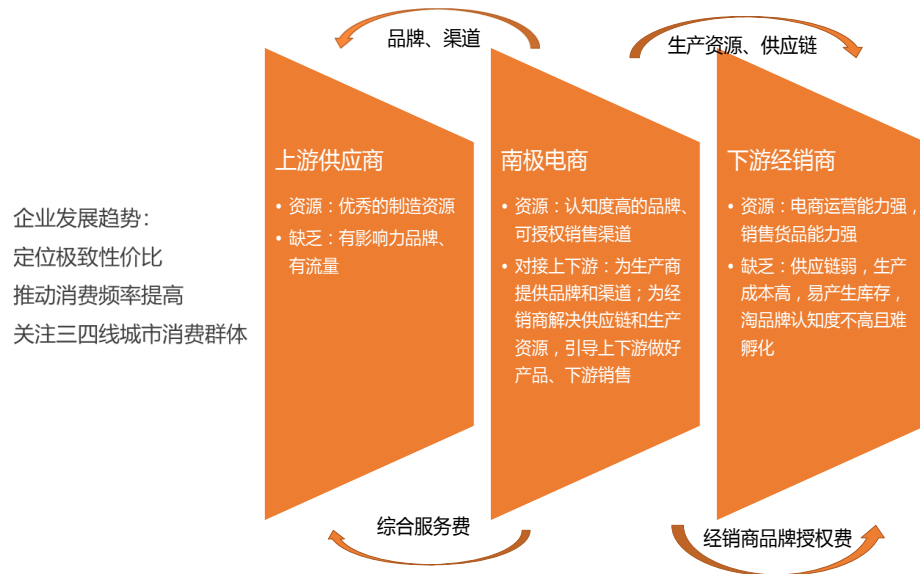 品牌、渠道
生产资源、供应链
企业发展趋势：
定位极致性价比
推动消费频率提高
关注三四线城市消费群体
上游供应商
• 资源：优秀的制造资源
• 缺乏：有影响力品牌、
有流量
南极电商
• 资源：认知度高的品牌、
可授权销售渠道
• 对接上下游：为生产商
提供品牌和渠道；为经
销商解决供应链和生产
资源，引导上下游做好
产品、下游销售
下游经销商
• 资源：电商运营能力强，
销售货品能力强
• 缺乏：供应链弱，生产
成本高，易产生库存，
淘品牌认知度不高且难
孵化
综合服务费
经销商品牌授权费